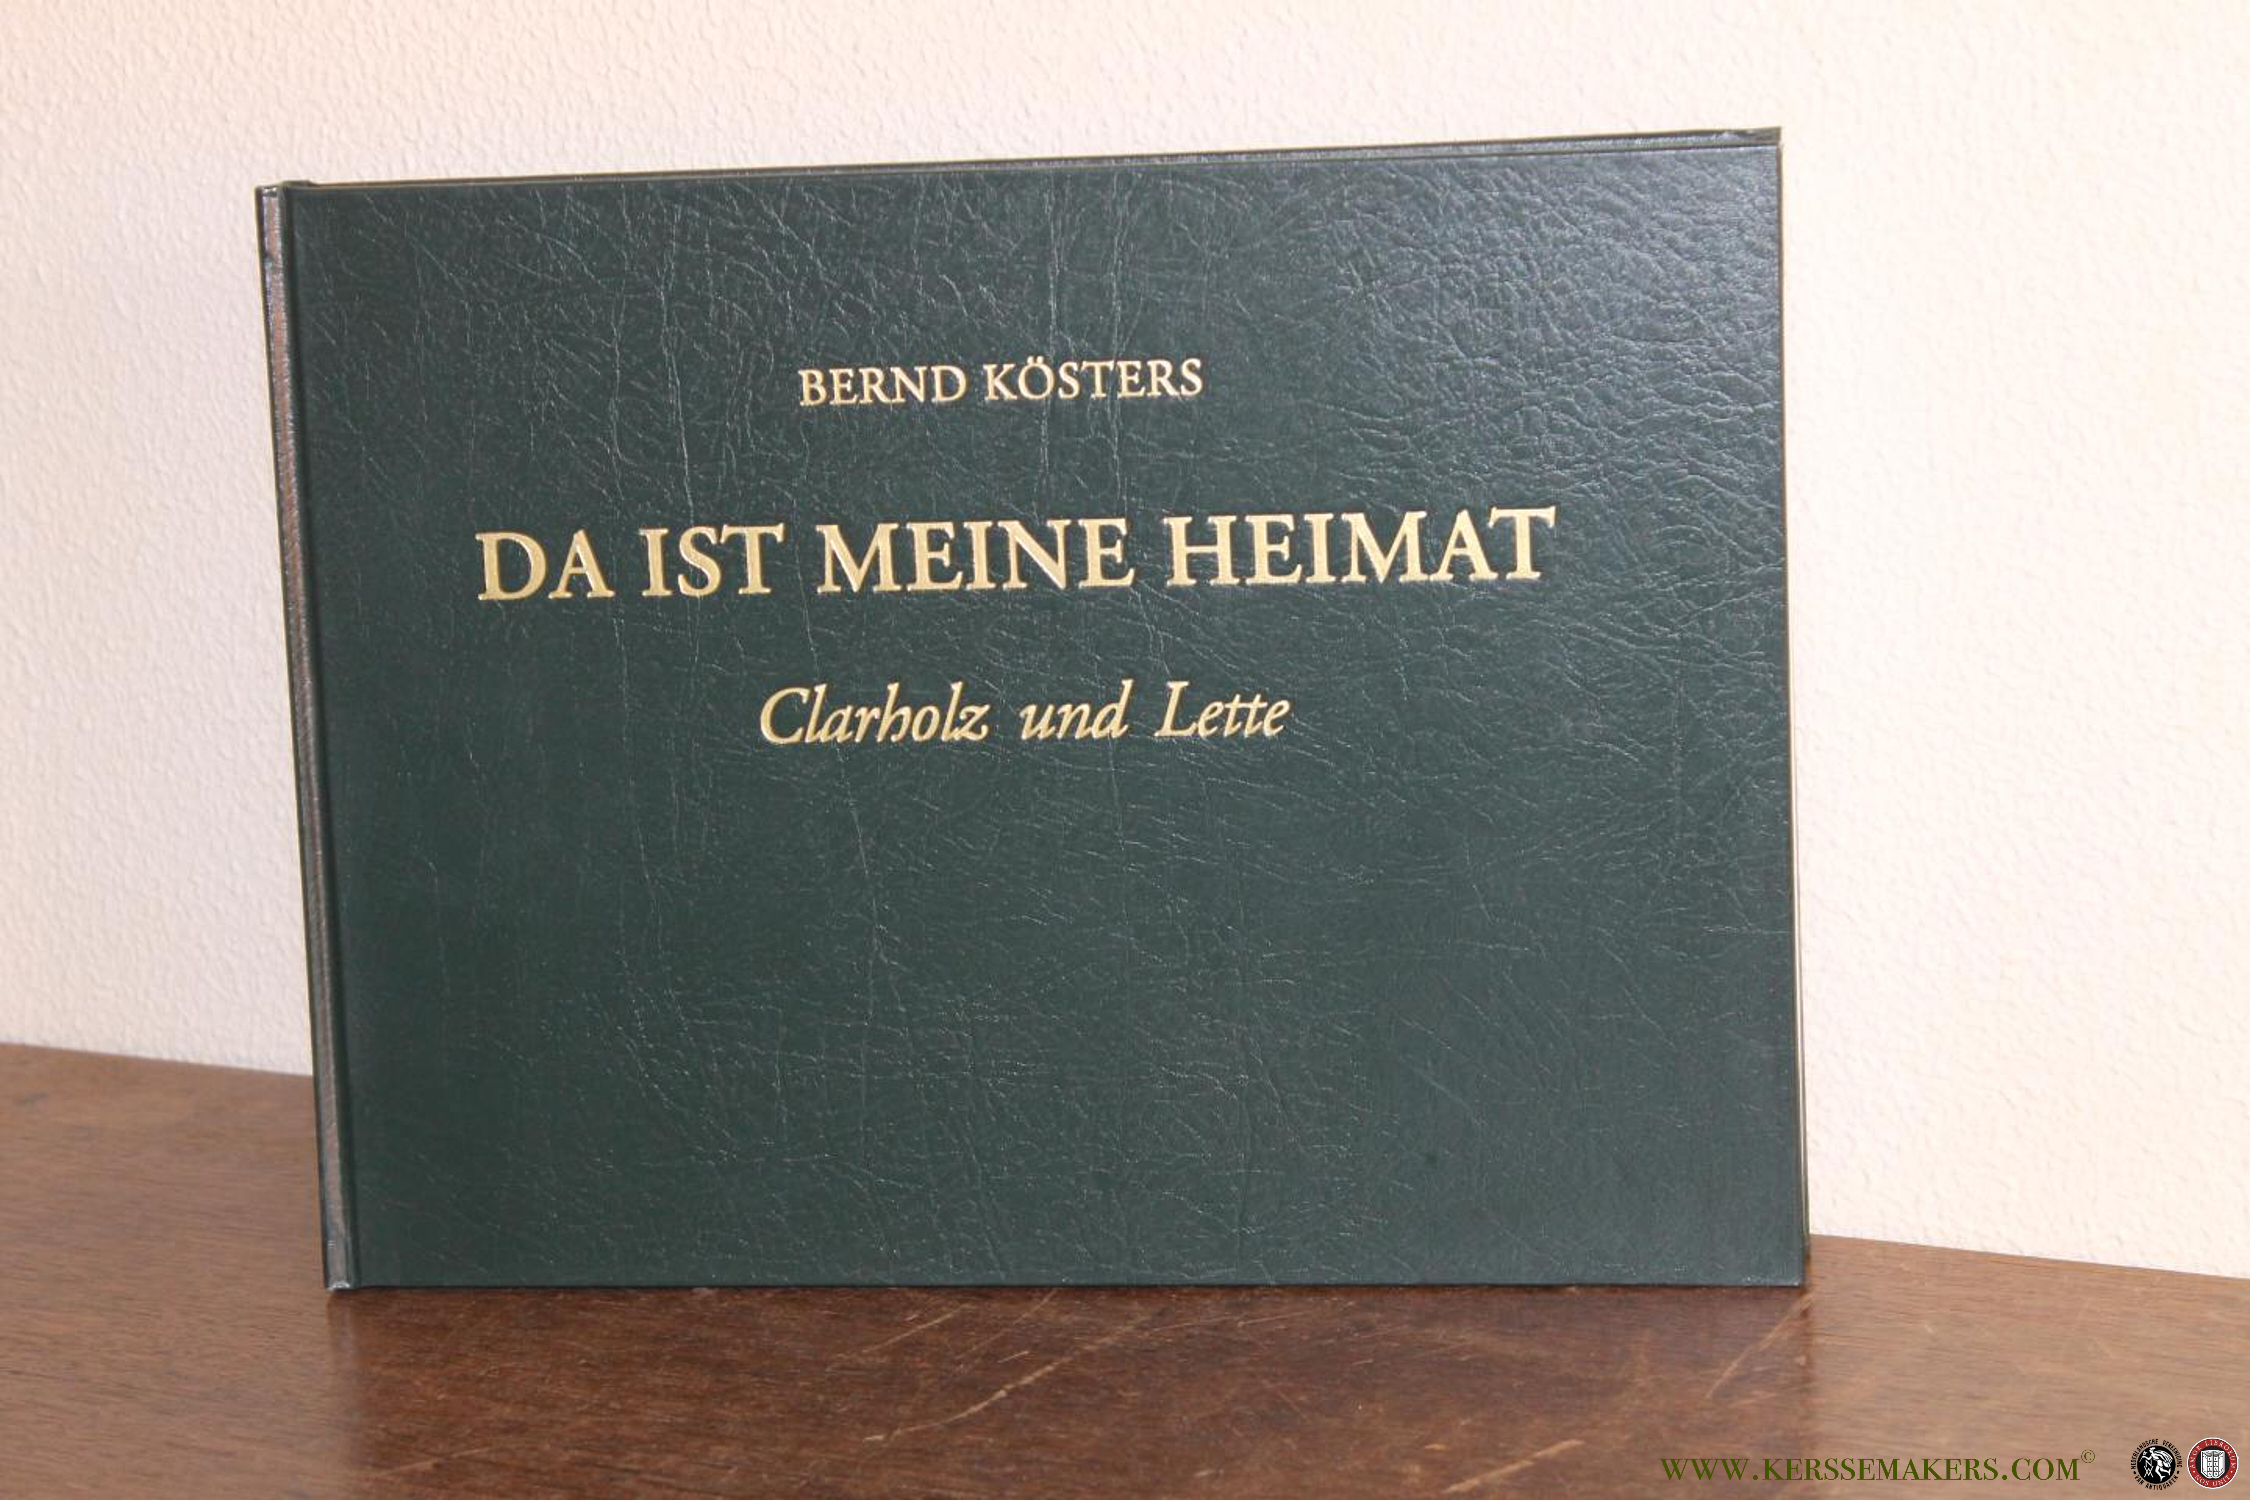 BERND KÖSTERS
DA IST MEINE HEIMAT
Clarholz und Lette
WWW.KERSSEMAKERS.COM©